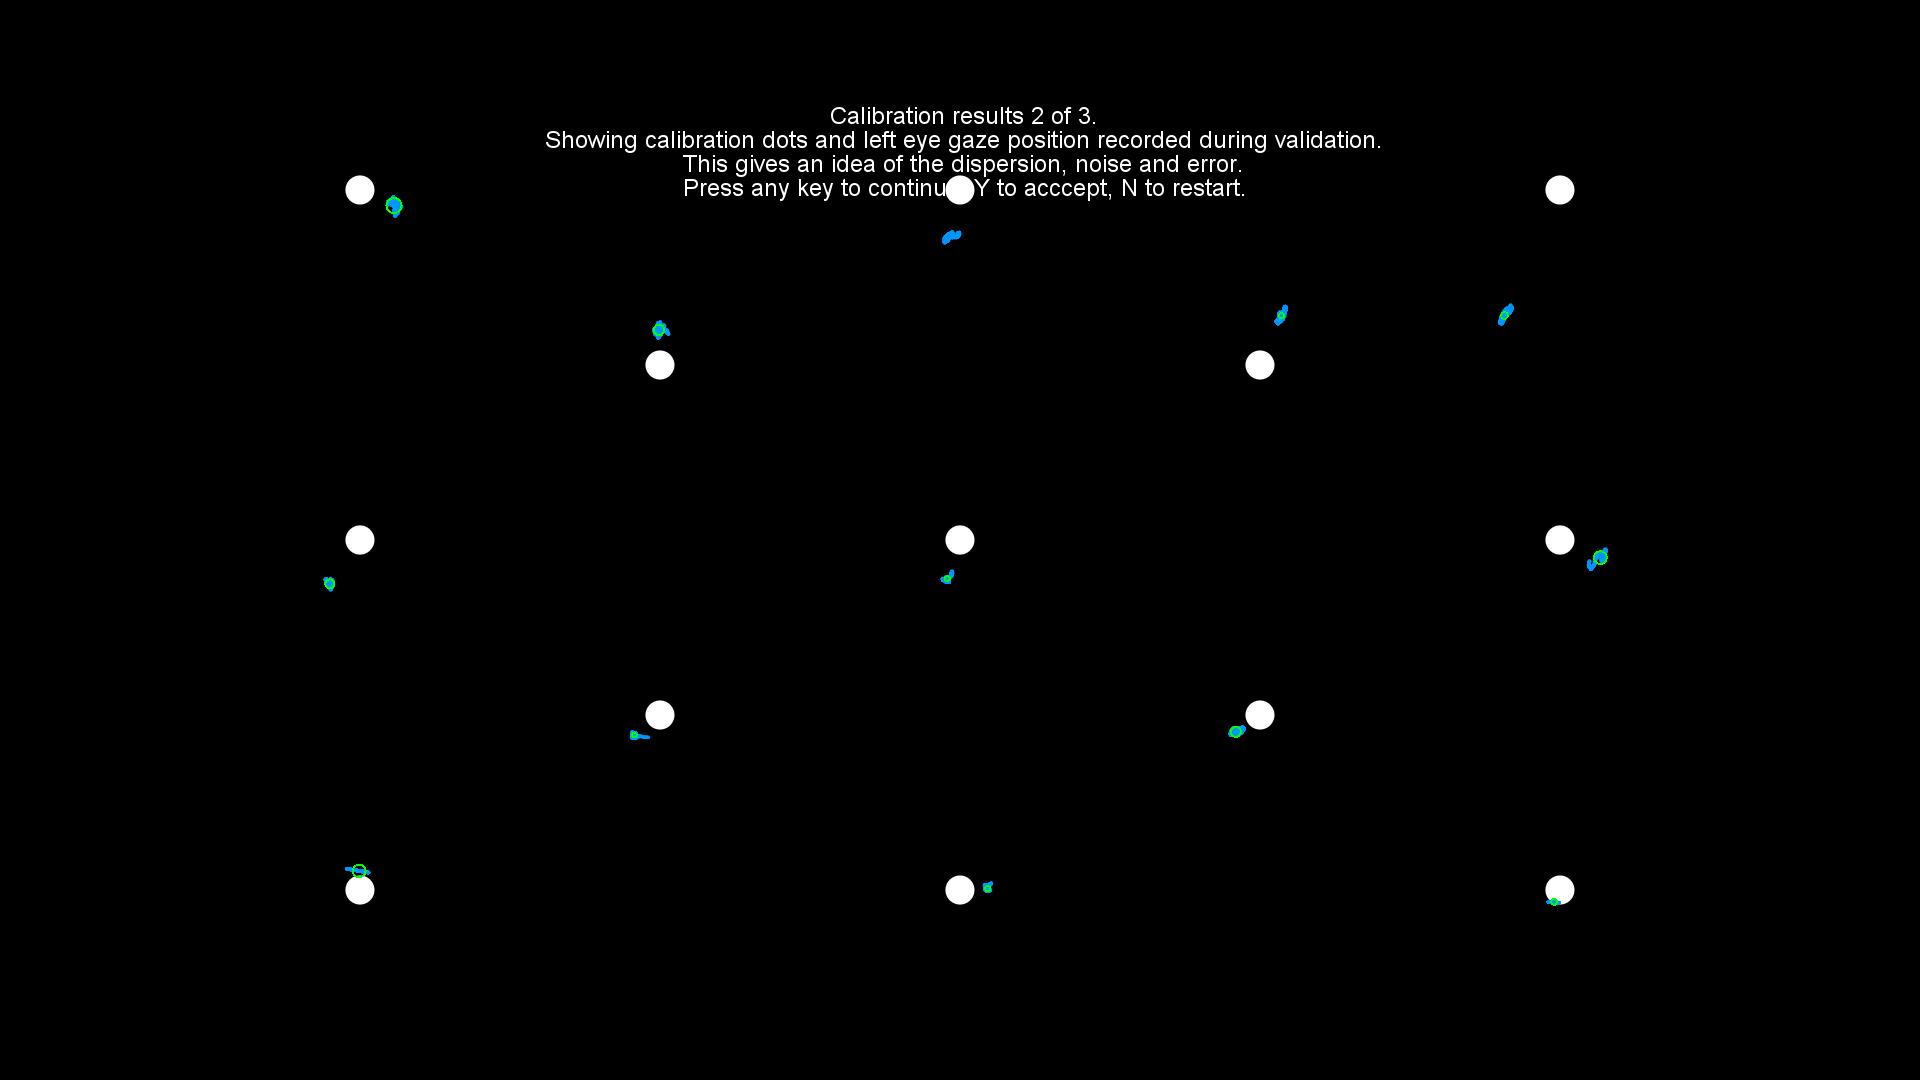 Calibration results 2 of 3.
Showing calibration dots and left eye gaze position recorded during validation.
This gives an idea of the dispersion, noise and error.
Press any key to continu Y to acccept, N to restart.